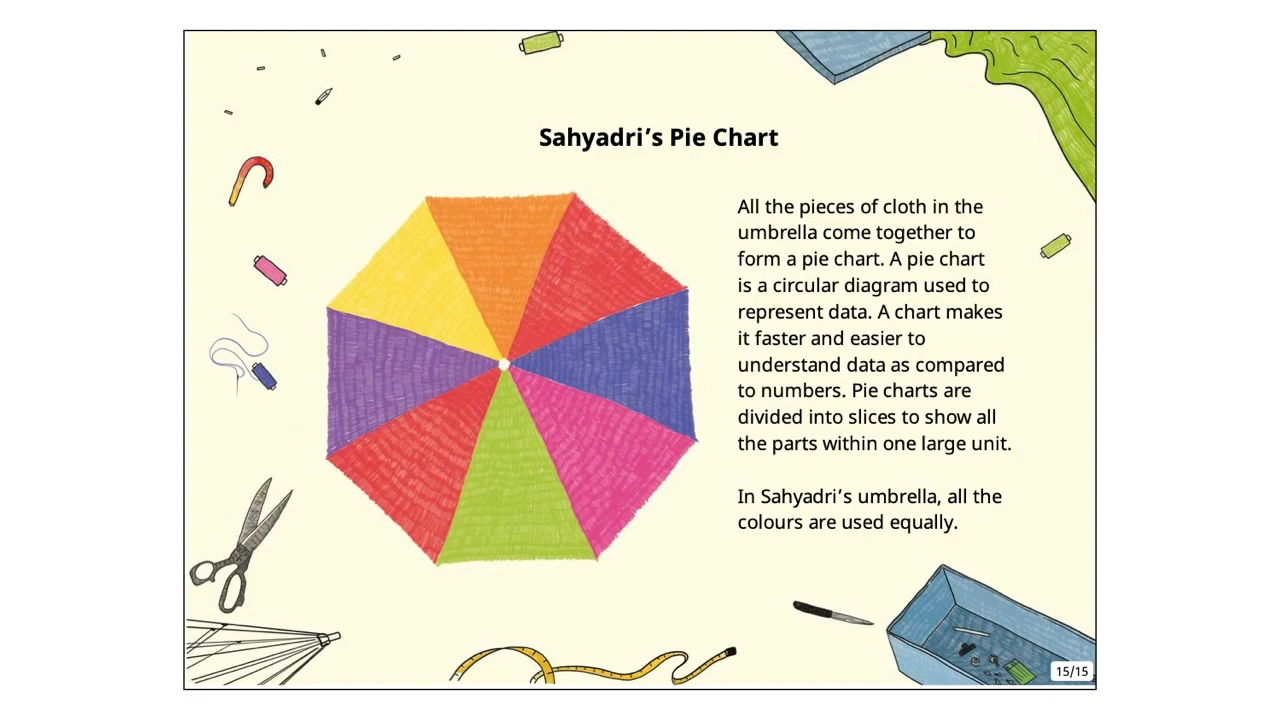 Sahyadri’s Pie Chart
All the pieces of cloth in the
umbrella come together to
form a pie chart. A pie chart
is a circular diagram used to
represent data. A chart makes
it faster and easier to
understand data as compared
to numbers. Pie charts are
divided into slices to show all
the parts within one large unit.
In Sahyadri’s umbrella, all the
colours are used equally.
15/15